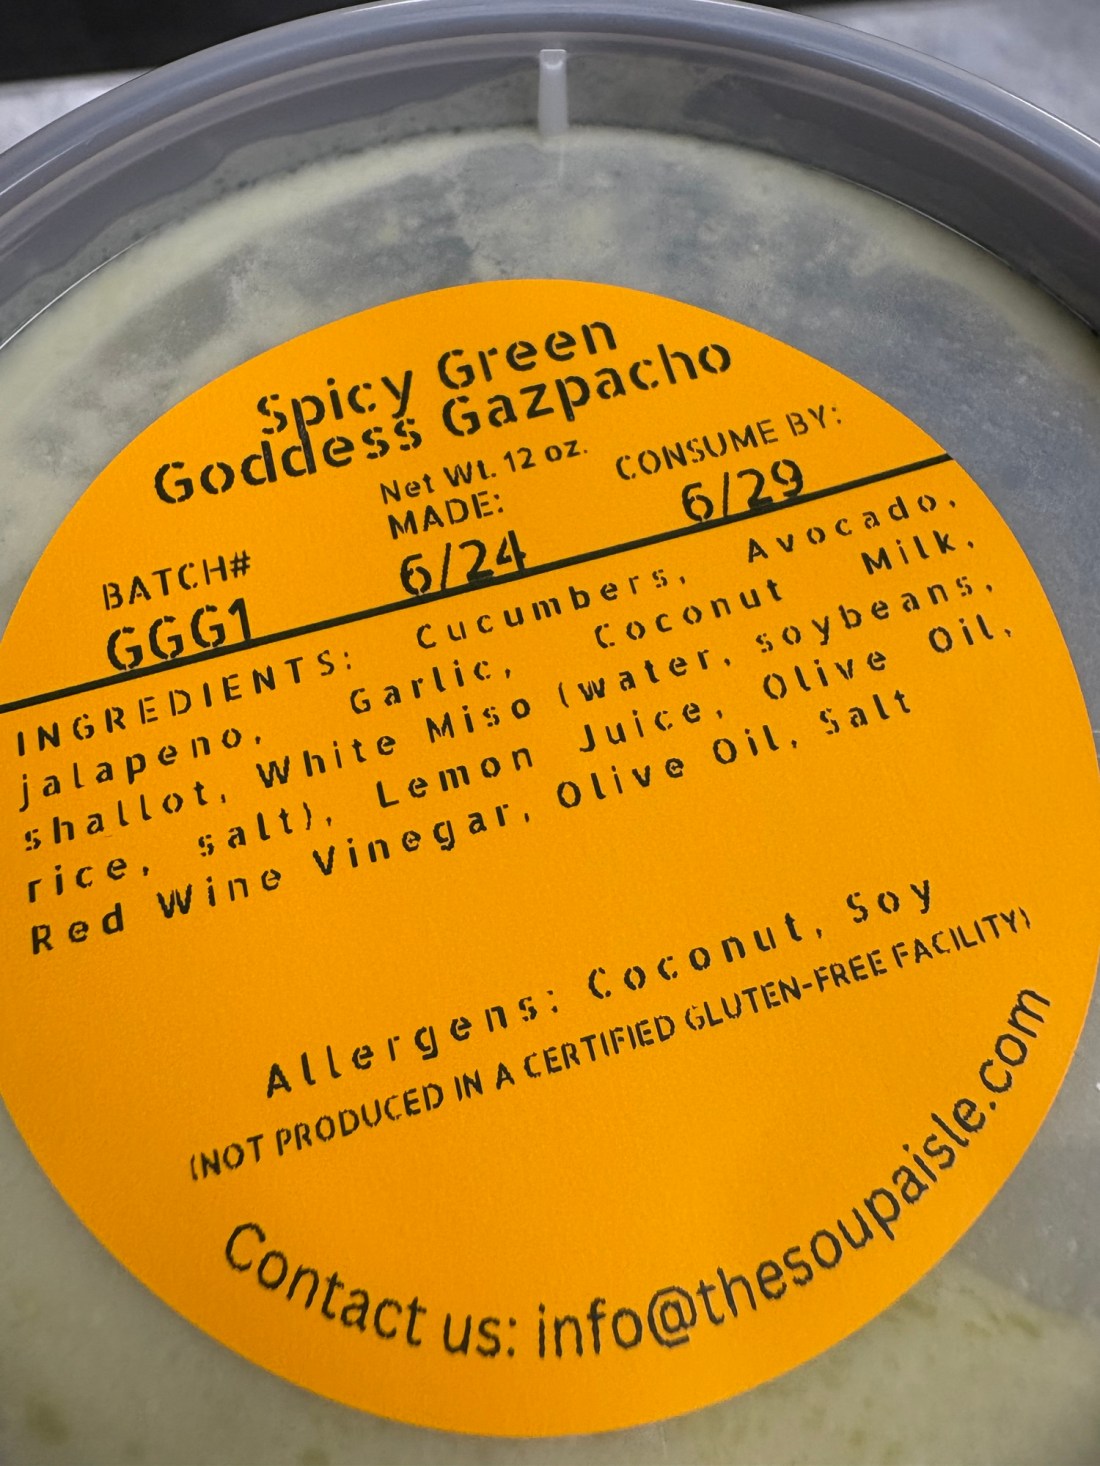 Spicy Green
Goddess Gazpacho
Net Wt. 12 oz.
BATCH# MADE: CONSUME BY:
GGG1 6/24 6/29
INGREDIENTS: Cucumbers, Avocado,
jalapeno, Garlic, Coconut Milk,
shallot, White Miso (water, soybeans,
rice, salt), Lemon Juice, Olive Oil,
Red Wine Vinegar, Olive Oil, Salt
Allergens: Coconut, Soy
(NOT PRODUCED IN A CERTIFIED GLUTEN-FREE FACILITY)
Contact us: info@thesoupaisle.com